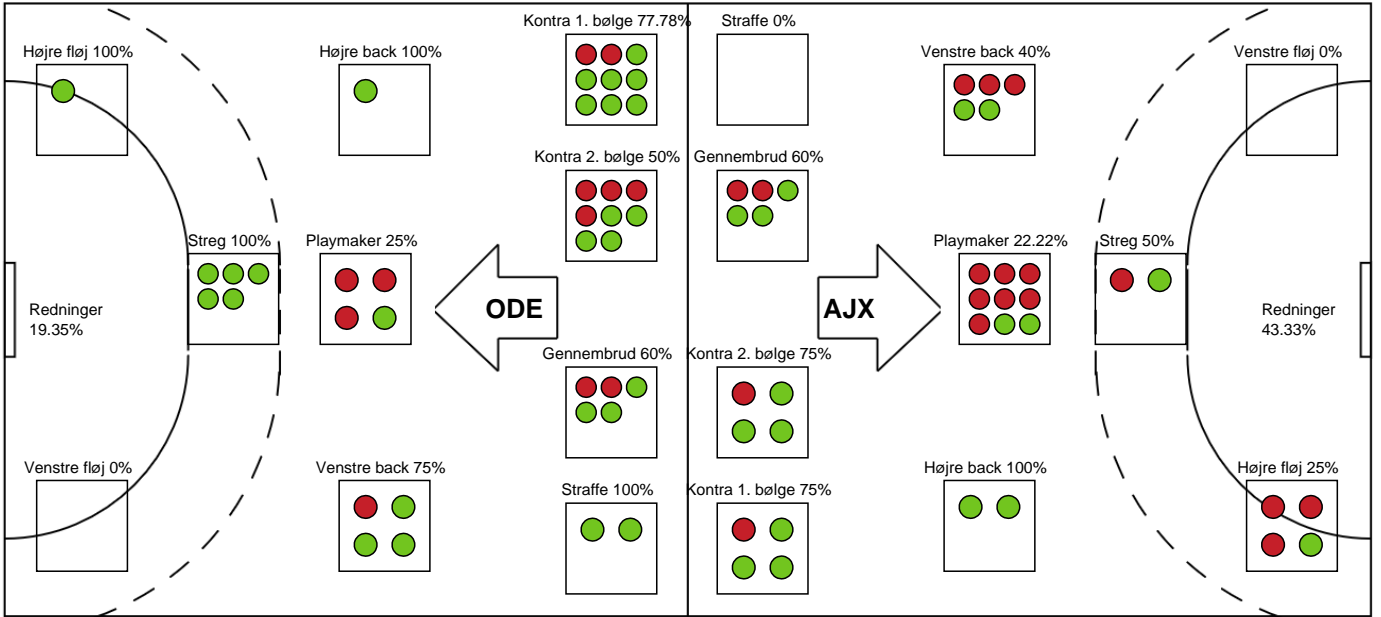 Kontra 1. bølge 77.78%
Straffe 0%
Højre fløj 100%
Højre back 100%
Venstre back 40%
Venstre fløj 0%
Kontra 2. bølge 50%
Gennembrud 60%
Streg 100%
Playmaker 25%
Playmaker 22.22%
Streg 50%
Redninger
19.35%
ODE
AJX
Redninger
43.33%
Gennembrud 60%
Kontra 2. bølge 75%
Venstre fløj 0%
Venstre back 75%
Straffe 100%
Kontra 1. bølge 75%
Højre back 100%
Højre fløj 25%